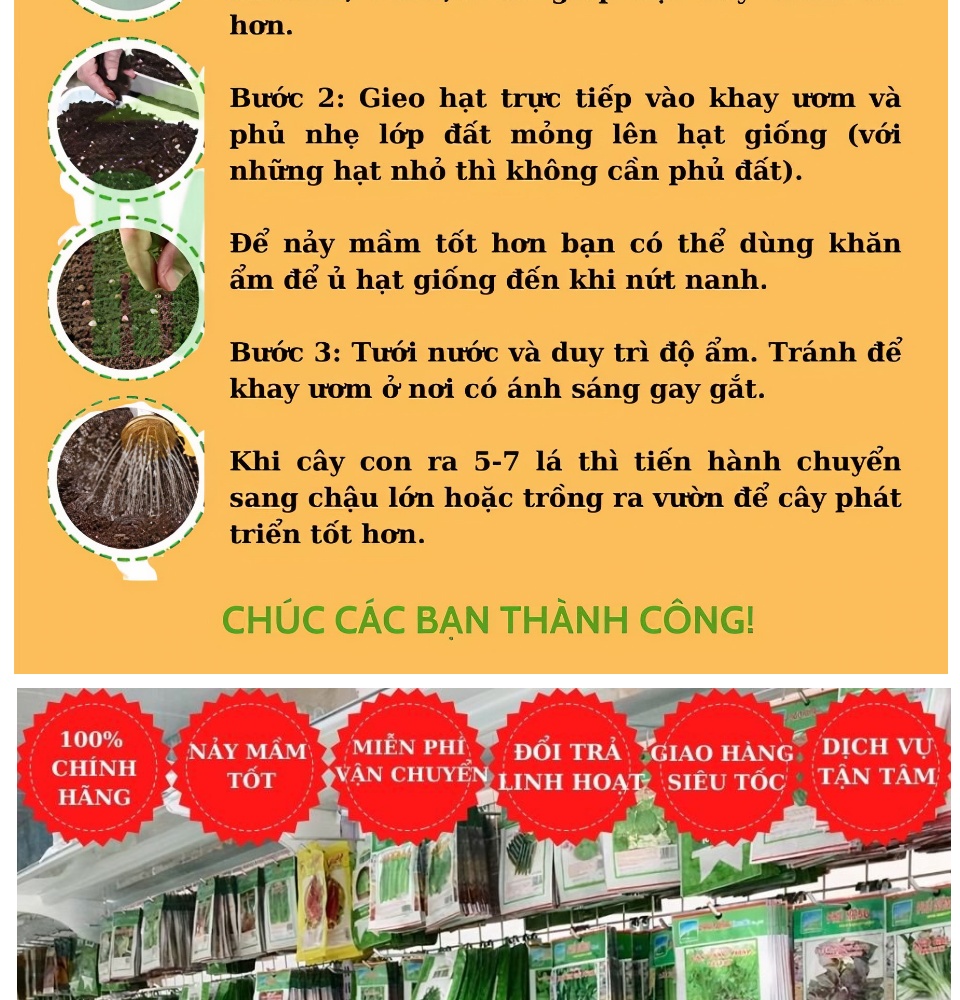 hơn.
Bước 2: Gieo hạt trực tiếp vào khay ươm và
phủ nhẹ lớp đất mỏng lên hạt giống (với
những hạt nhỏ thì không cần phủ đất).
Để nảy mầm tốt hơn bạn có thể dùng khăn
ẩm để ủ hạt giống đến khi nứt nanh.
Bước 3: Tưới nước và duy trì độ ẩm. Tránh để
khay ươm ở nơi có ánh sáng gay gắt.
Khi cây con ra 5-7 lá thì tiến hành chuyển
sang chậu lớn hoặc trồng ra vườn để cây phát
triển tốt hơn.
CHÚC CÁC BẠN THÀNH CÔNG!
100%
CHÍNH
HÃNG
NẢY MẦM
TỐT
MIỄN PHÍ
VẬN CHUYỂN
ĐỔI TRẢ
LINH HOẠT
GIAO HÀNG
SIÊU TỐC
DỊCH VỤ
TẬN TÂM